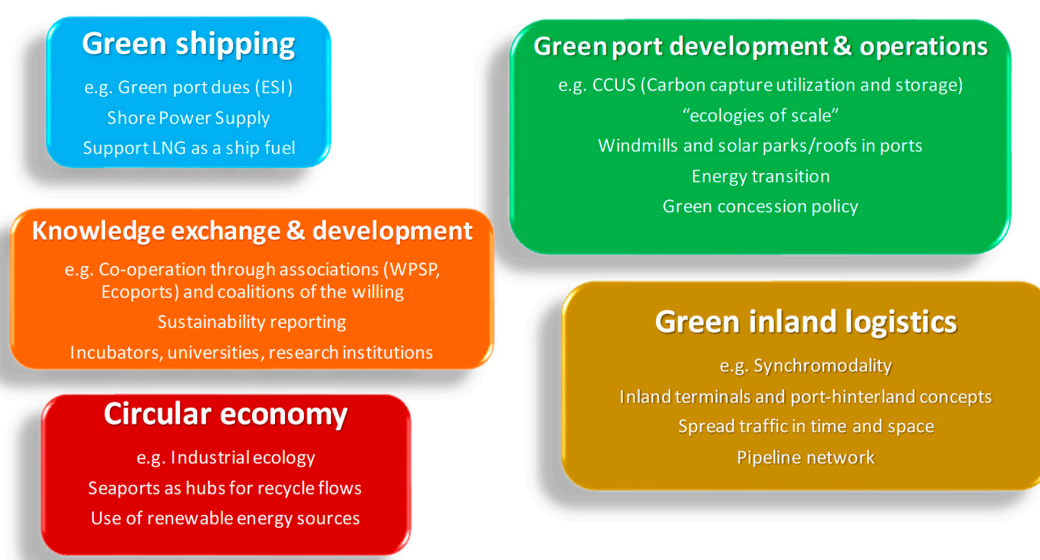 Green shipping
e.g. Green port dues (ESI)
Shore Power Supply
Support LNG as a ship fuel
Green port development & operations
e.g. CCUS (Carbon capture utilization and storage)
“ecologies of scale”
Windmills and solar parks/roofs in ports
Energy transition
Green concession policy
Knowledge exchange & development
e.g. Co-operation through associations (WPSP,
Ecoports) and coalitions of the willing
Sustainability reporting
Incubators, universities, research institutions
Green inland logistics
e.g. Synchromodality
Inland terminals and port-hinterland concepts
Spread traffic in time and space
Pipeline network
Circular economy
e.g. Industrial ecology
Seaports as hubs for recycle flows
Use of renewable energy sources